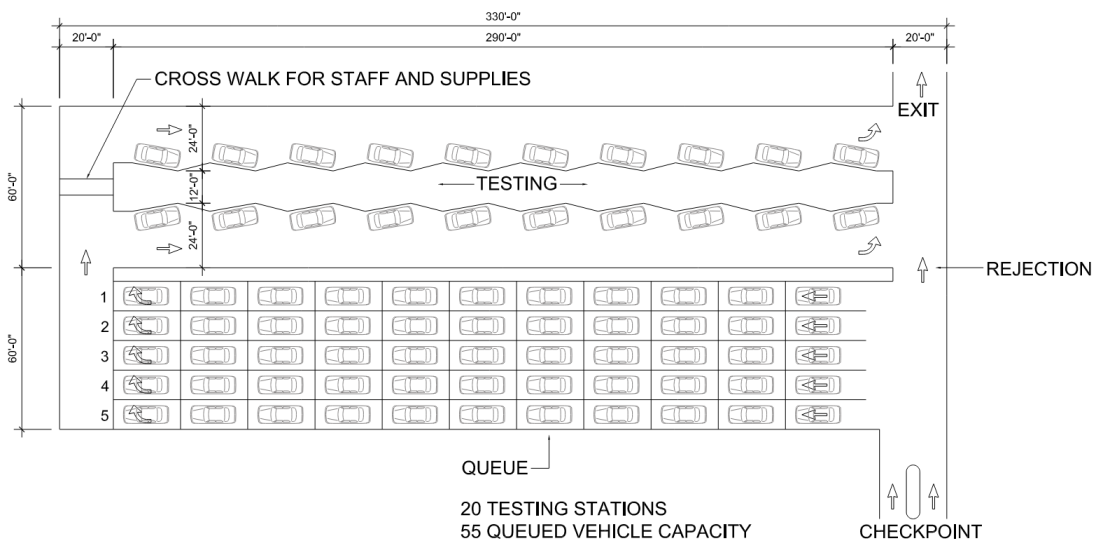 330'-0"
20'-0"
290'-0"
20'-0"
CROSS WALK FOR STAFF AND SUPPLIES
EXIT
24'-0"
60'-0"
12'-0"
TESTING
24'-0"
REJECTION
1
2
3
4
5
60'-0"
QUEUE
20 TESTING STATIONS
55 QUEUED VEHICLE CAPACITY
CHECKPOINT